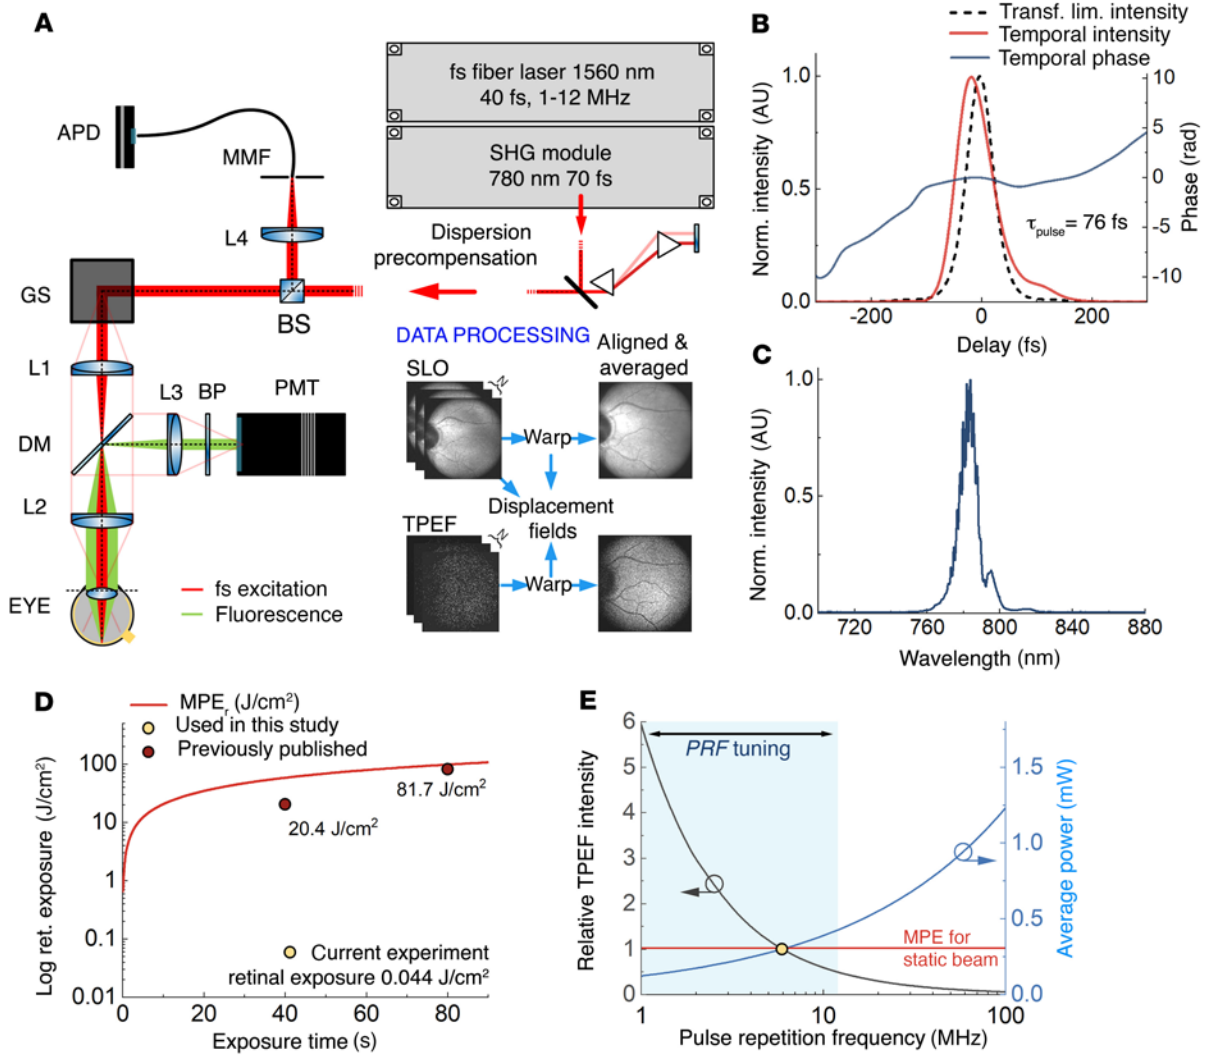 A
fs fiber laser 1560 nm
40 fs, 1-12 MHz
SHG module
780 nm 70 fs
APD
MMF
L4
Dispersion
precompensation
GS
BS
L1
L3
BP
PMT
DM
L2
EYE
fs excitation
Fluorescence
DATA PROCESSING
SLO
Aligned &
averaged
Warp
Displacement
fields
TPEF
Warp
B
Transf. lim. intensity
Temporal intensity
Temporal phase
Norm. intensity (AU)
1.0
0.5
0.0
10
5
0
-5
-10
Phase (rad)
τpulse= 76 fs
-200
0
200
Delay (fs)
C
Norm. intensity (AU)
1.0
0.5
0.0
720
760
800
840
880
Wavelength (nm)
D
MPEr (J/cm²)
Used in this study
Previously published
Log ret. exposure (J/cm²)
100
10
1
0.1
0.01
81.7 J/cm²
20.4 J/cm²
Current experiment
retinal exposure 0.044 J/cm²
0
20
40
60
80
Exposure time (s)
E
Relative TPEF intensity
6
5
4
3
2
1
0
PRF tuning
1.5
1.0
0.5
0.0
Average power (mW)
MPE for
static beam
1
10
100
Pulse repetition frequency (MHz)